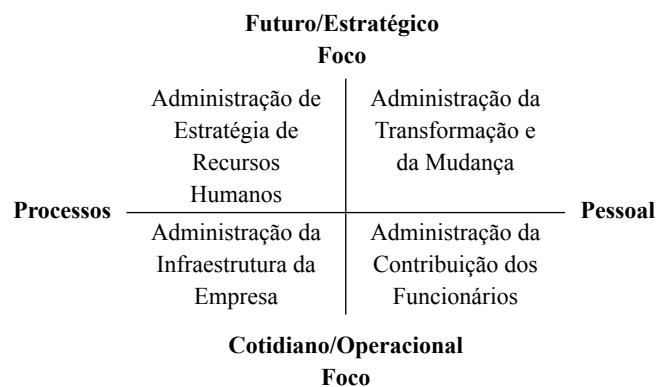 Futuro/Estratégico
Foco
Administração de
Estratégia de
Recursos
Humanos
Administração da
Transformação e
da Mudança
Processos
Pessoal
Administração da
Infraestrutura da
Empresa
Administração da
Contribuição dos
Funcionários
Cotidiano/Operacional
Foco